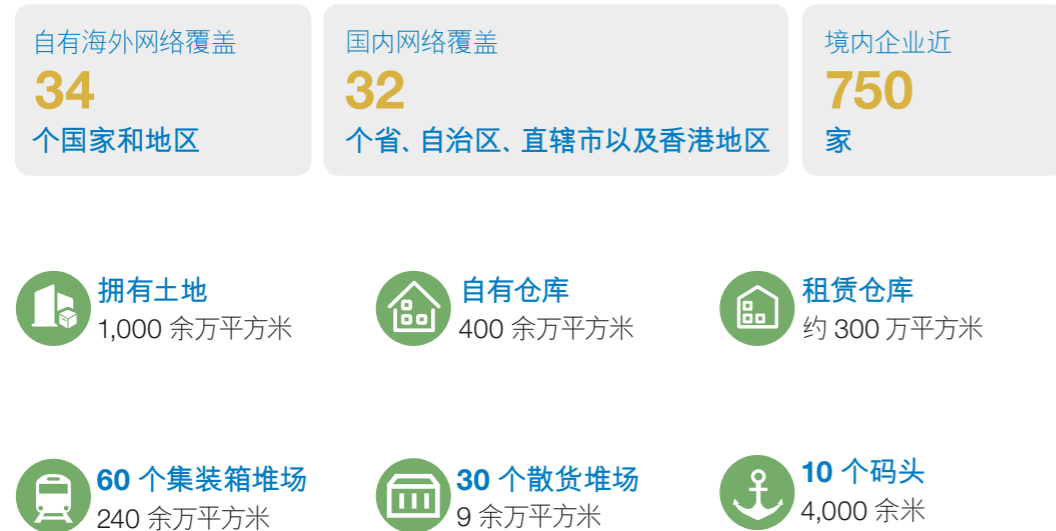 自有海外网络覆盖
34
个国家和地区
国内网络覆盖
32
个省、自治区、直辖市以及香港地区
境内企业近
750
家
拥有土地
1,000 余万平方米
自有仓库
400 余万平方米
租赁仓库
约 300 万平方米
60 个集装箱堆场
240 余万平方米
30 个散货堆场
9 余万平方米
10 个码头
4,000 余米